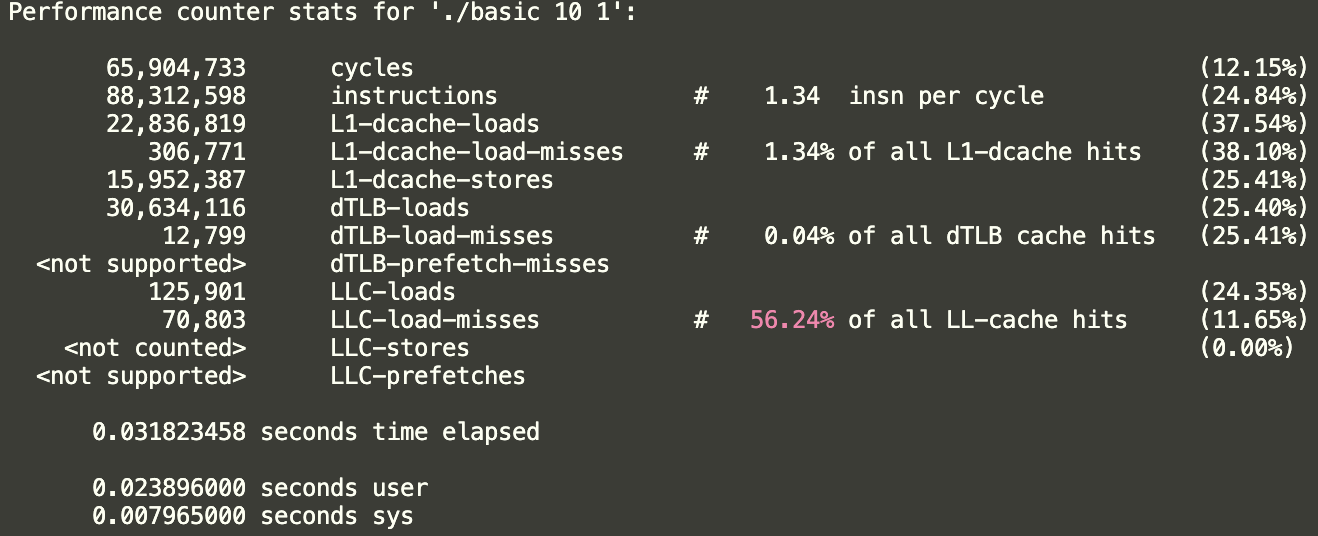 Performance counter stats for './basic 10 1':
65,904,733 cycles (12.15%)
88,312,598 instructions # 1.34 insn per cycle (24.84%)
22,836,819 L1-dcache-loads (37.54%)
306,771 L1-dcache-load-misses # 1.34% of all L1-dcache hits (38.10%)
15,952,387 L1-dcache-stores (25.41%)
30,634,116 dTLB-loads (25.40%)
12,799 dTLB-load-misses # 0.04% of all dTLB cache hits (25.41%)
<not supported> dTLB-prefetch-misses
125,901 LLC-loads (24.35%)
70,803 LLC-load-misses # 56.24% of all LL-cache hits (11.65%)
<not counted> LLC-stores (0.00%)
<not supported> LLC-prefetches
0.031823458 seconds time elapsed
0.023896000 seconds user
0.007965000 seconds sys